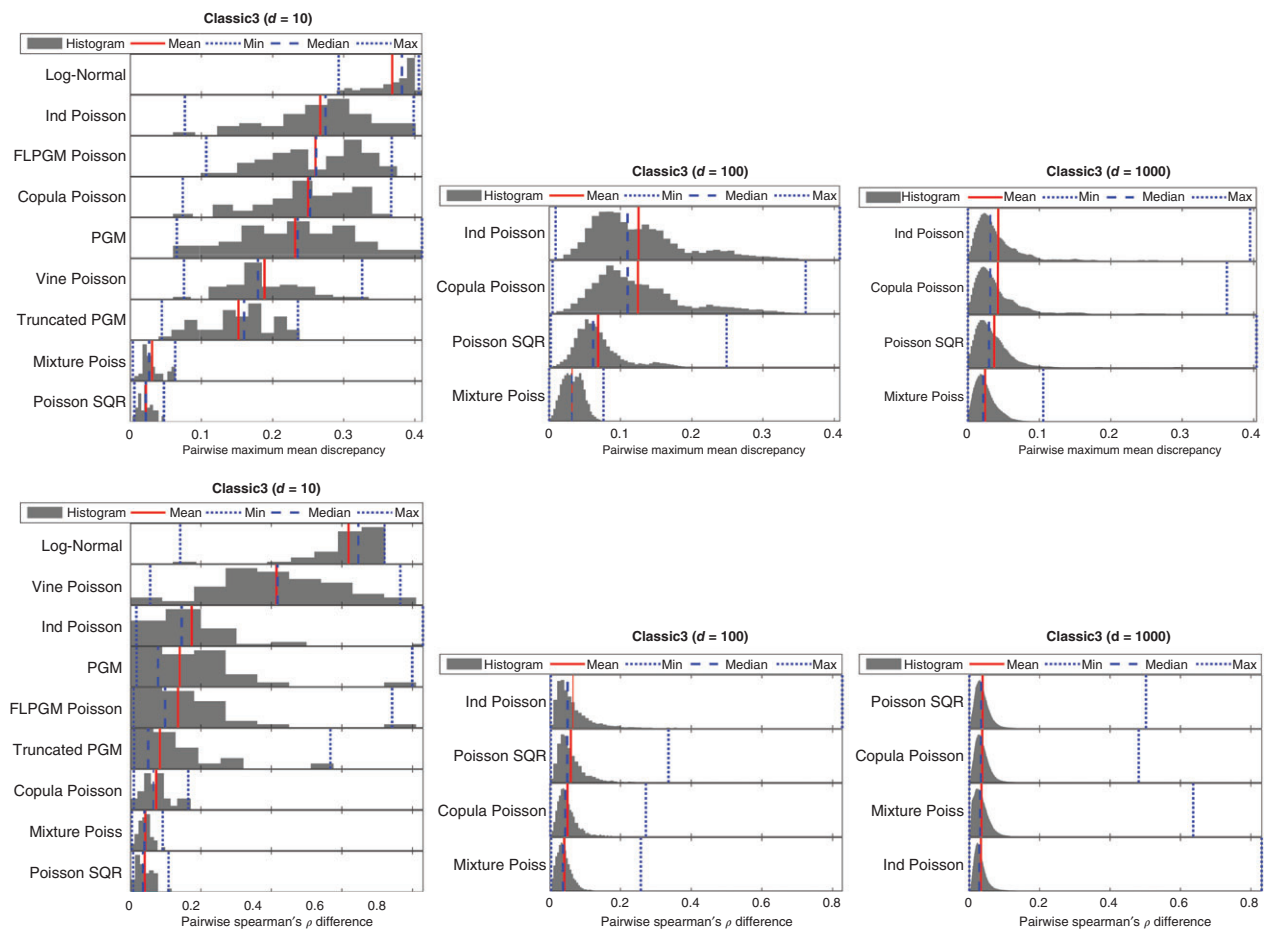 Classic3 (d = 10)
Histogram Mean Min Median Max
Log-Normal
Ind Poisson
FLPGM Poisson
Copula Poisson
PGM
Vine Poisson
Truncated PGM
Mixture Poiss
Poisson SQR
0 0.1 0.2 0.3 0.4
Pairwise maximum mean discrepancy
Classic3 (d = 100)
Histogram Mean Min Median Max
Ind Poisson
Copula Poisson
Poisson SQR
Mixture Poiss
0 0.1 0.2 0.3 0.4
Pairwise maximum mean discrepancy
Classic3 (d = 1000)
Histogram Mean Min Median Max
Ind Poisson
Copula Poisson
Poisson SQR
Mixture Poiss
0 0.1 0.2 0.3 0.4
Pairwise maximum mean discrepancy
Classic3 (d = 10)
Histogram Mean Min Median Max
Log-Normal
Vine Poisson
Ind Poisson
PGM
FLPGM Poisson
Truncated PGM
Copula Poisson
Mixture Poiss
Poisson SQR
0 0.2 0.4 0.6 0.8
Pairwise spearman's ρ difference
Classic3 (d = 100)
Histogram Mean Min Median Max
Ind Poisson
Poisson SQR
Copula Poisson
Mixture Poiss
0 0.2 0.4 0.6 0.8
Pairwise spearman's ρ difference
Classic3 (d = 1000)
Histogram Mean Min Median Max
Poisson SQR
Copula Poisson
Mixture Poiss
Ind Poisson
0 0.2 0.4 0.6 0.8
Pairwise spearman's ρ difference